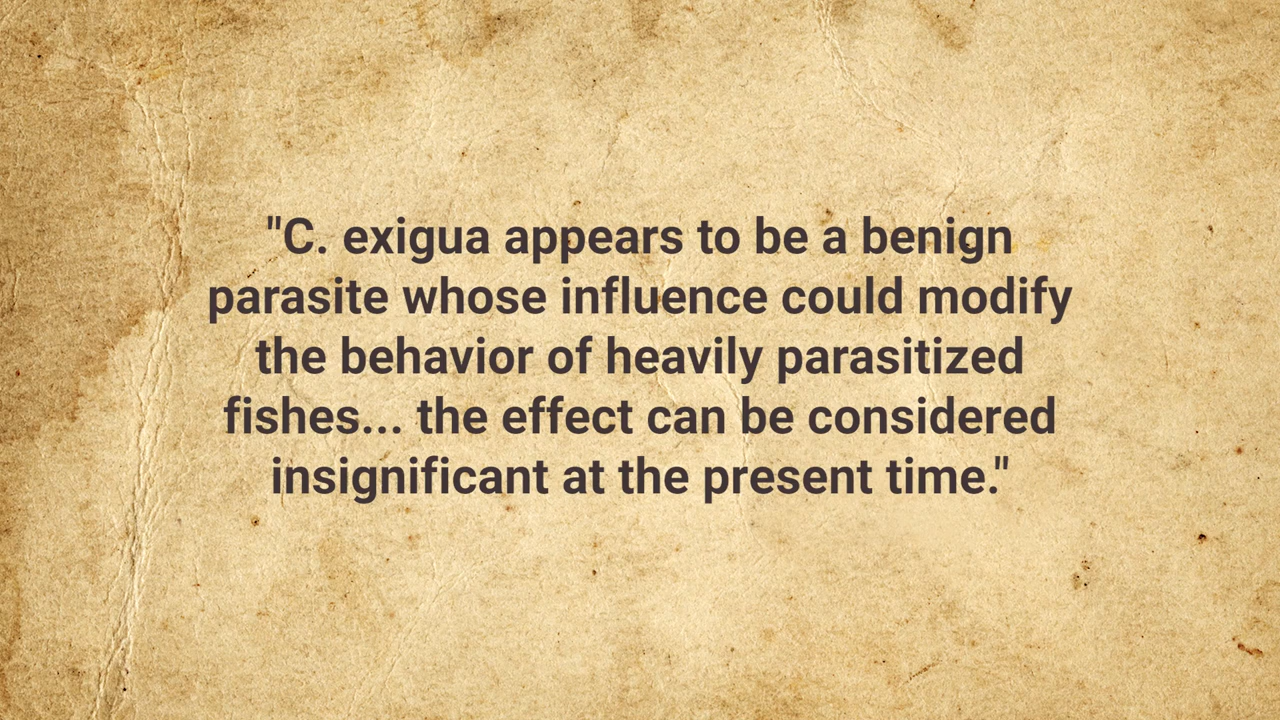 "C. exigua appears to be a benign
parasite whose influence could modify
the behavior of heavily parasitized
fishes... the effect can be considered
insignificant at the present time."